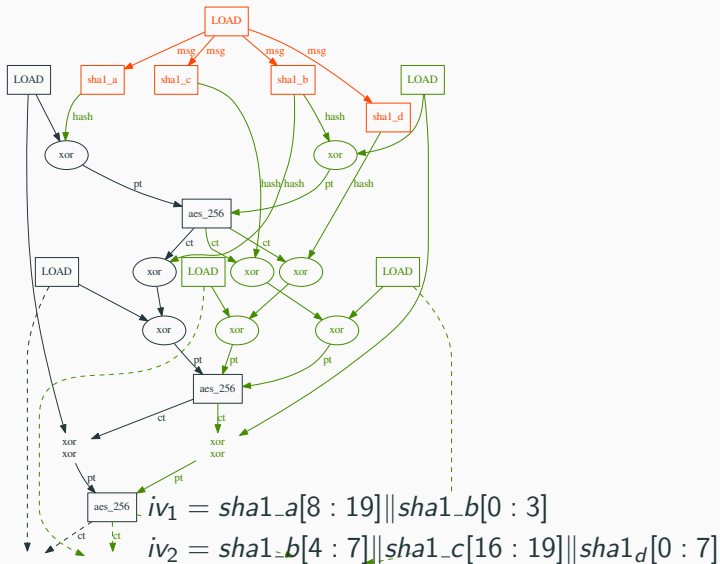 LOAD
msg msg msg msg
LOAD sha1_a sha1_c sha1_b LOAD
hash hash sha1_d
xor xor
pt hash hash pt hash
aes_256
ct ct ct
LOAD xor LOAD xor xor LOAD
xor xor xor
pt pt pt
aes_256
ct ct
xor xor
xor xor
pt pt
aes_256 iv₁ = sha1_a[8 : 19]||sha1_b[0 : 3]
ct ct
iv₂ = sha1_b[4 : 7]||sha1_c[16 : 19]||sha1_d[0 : 7]